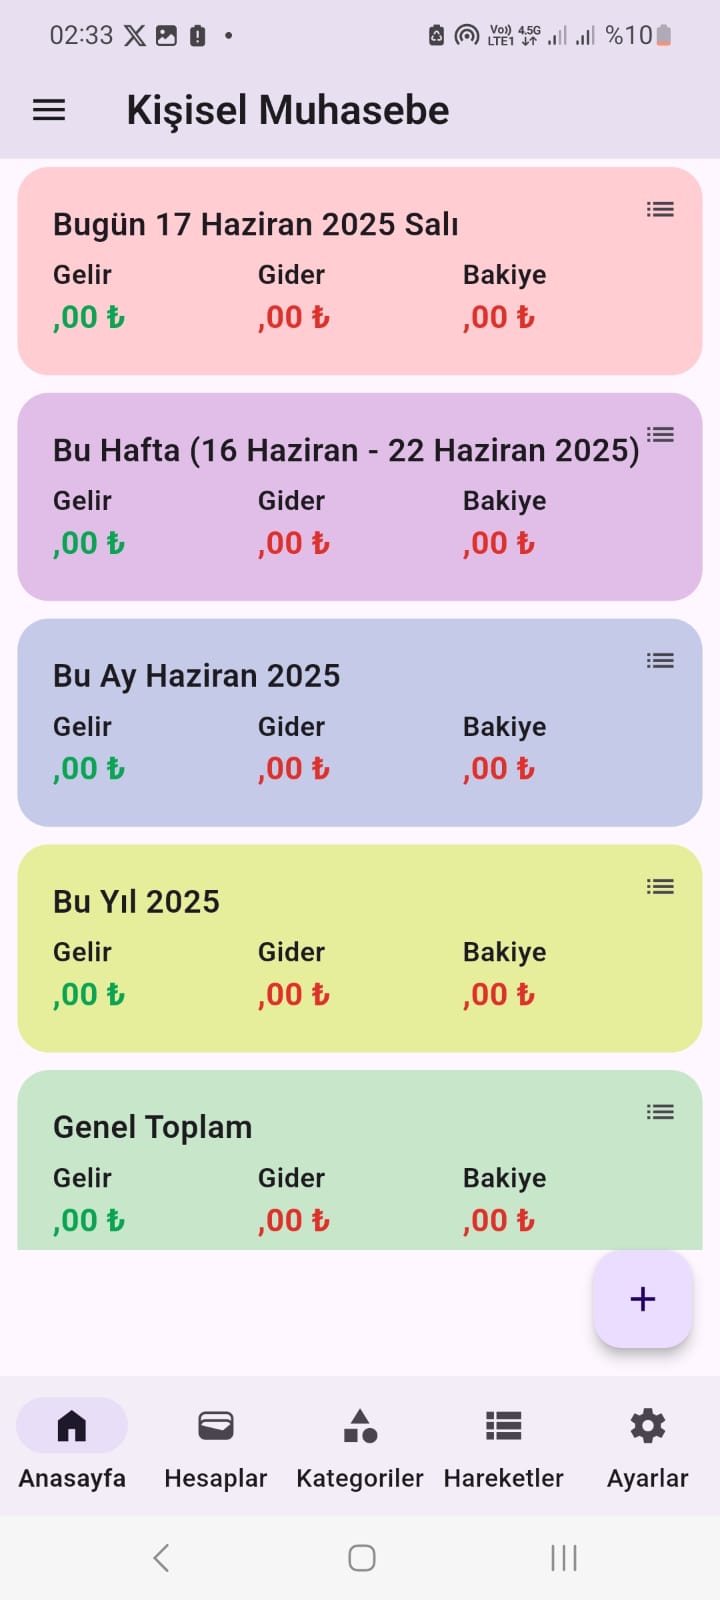 02:33 Vo)) LTE1 4.5G %10
Kişisel Muhasebe
Bugün 17 Haziran 2025 Salı
Gelir Gider Bakiye
,00 ₺ ,00 ₺ ,00 ₺
Bu Hafta (16 Haziran - 22 Haziran 2025)
Gelir Gider Bakiye
,00 ₺ ,00 ₺ ,00 ₺
Bu Ay Haziran 2025
Gelir Gider Bakiye
,00 ₺ ,00 ₺ ,00 ₺
Bu Yıl 2025
Gelir Gider Bakiye
,00 ₺ ,00 ₺ ,00 ₺
Genel Toplam
Gelir Gider Bakiye
,00 ₺ ,00 ₺ ,00 ₺
+
Anasayfa Hesaplar Kategoriler Hareketler Ayarlar